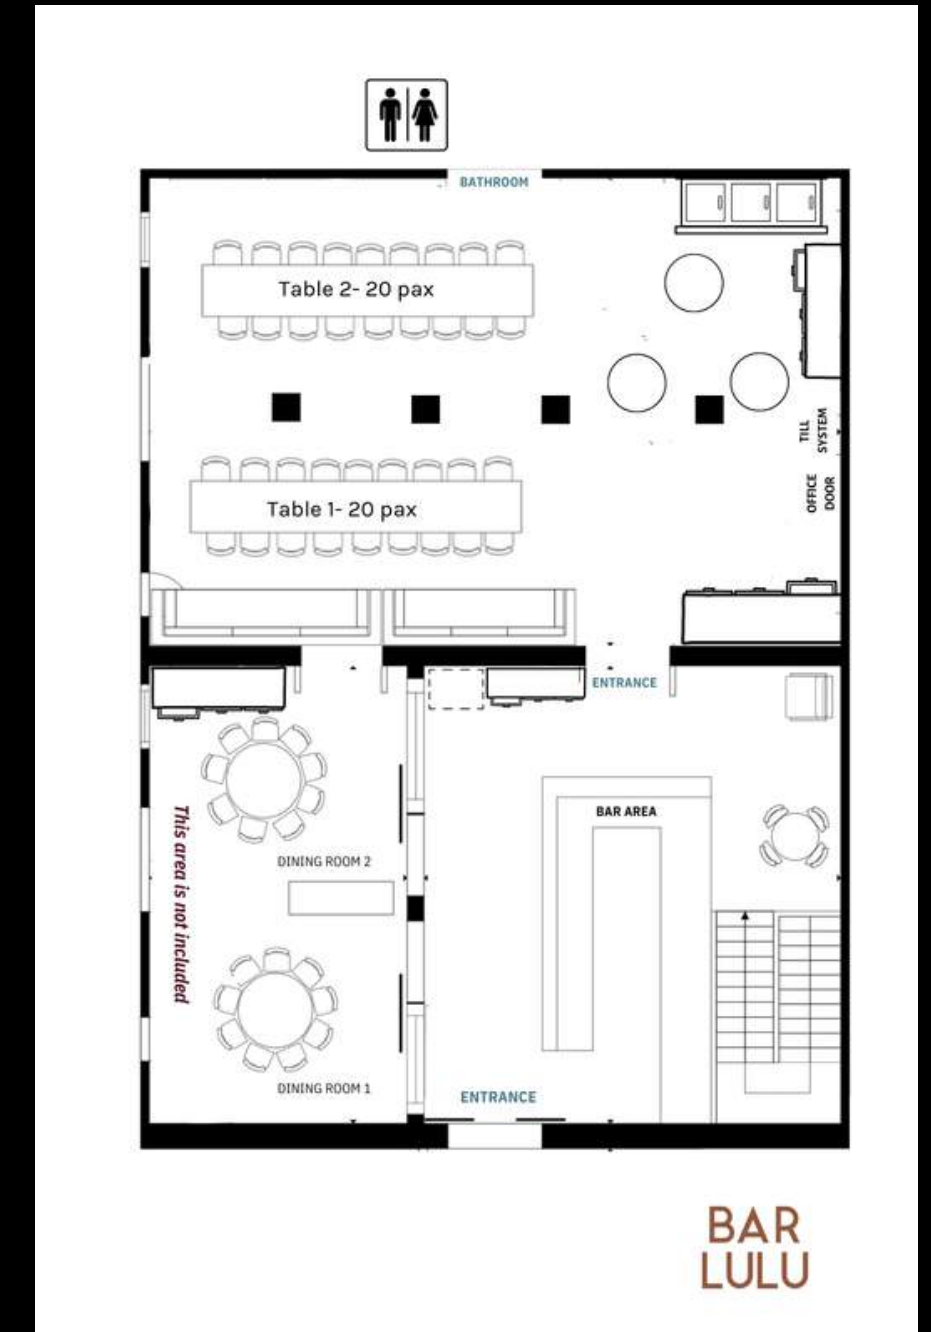 BATHROOM
Table 2- 20 pax
TILL
SYSTEM
OFFICE
DOOR
Table 1- 20 pax
ENTRANCE
BAR AREA
This area is not included
DINING ROOM 2
DINING ROOM 1
ENTRANCE
BAR
LULU